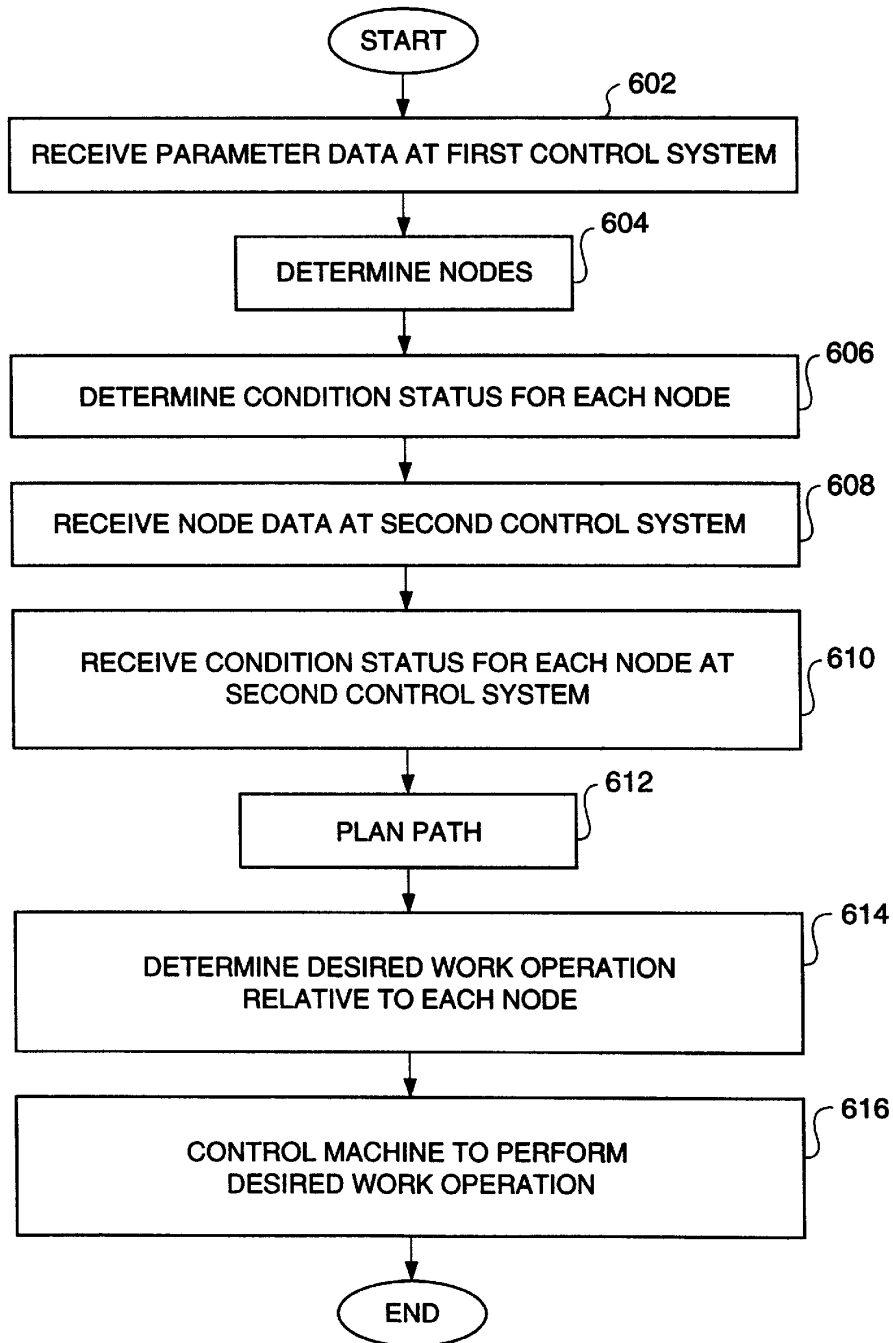 START
602
RECEIVE PARAMETER DATA AT FIRST CONTROL SYSTEM
604
DETERMINE NODES
606
DETERMINE CONDITION STATUS FOR EACH NODE
608
RECEIVE NODE DATA AT SECOND CONTROL SYSTEM
610
RECEIVE CONDITION STATUS FOR EACH NODE AT
SECOND CONTROL SYSTEM
612
PLAN PATH
614
DETERMINE DESIRED WORK OPERATION
RELATIVE TO EACH NODE
616
CONTROL MACHINE TO PERFORM
DESIRED WORK OPERATION
END